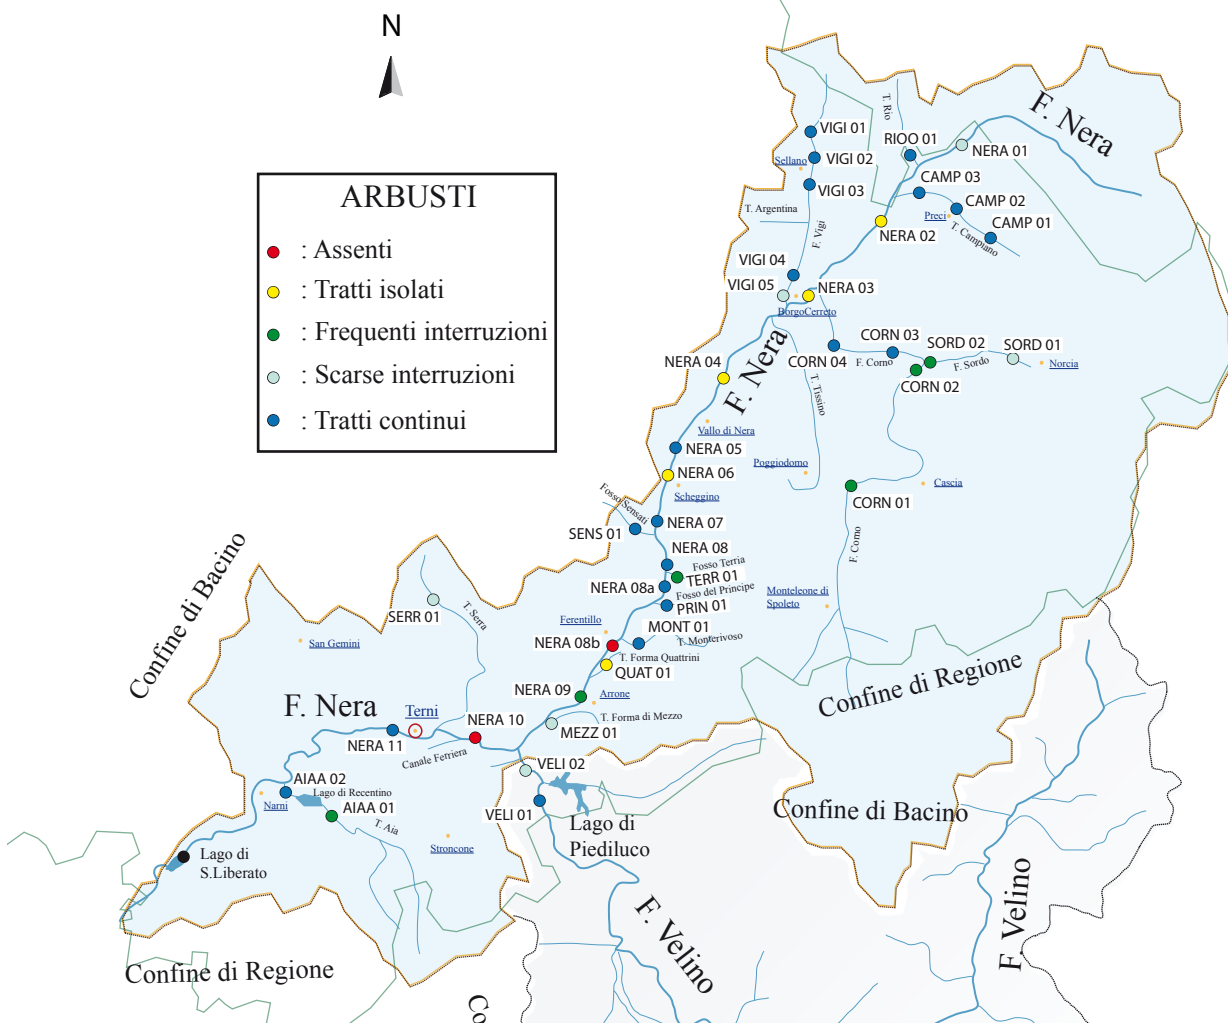 N
ARBUSTI
: Assenti
: Tratti isolati
: Frequenti interruzioni
: Scarse interruzioni
: Tratti continui
F. Nera
T. Rio
VIGI 01
RIOO 01
NERA 01
Sellano
VIGI 02
CAMP 03
VIGI 03
CAMP 02
T. Argentina
Preci
CAMP 01
F. Vigi
NERA 02
T. Campiano
VIGI 04
VIGI 05
NERA 03
BorgoCerreto
CORN 03
SORD 02
SORD 01
F. Nera
NERA 04
CORN 04
F. Corno
F. Sordo
Norcia
CORN 02
T. Tissino
Vallo di Nera
NERA 05
Poggiodomo
NERA 06
Scheggino
Cascia
Fosso Sensati
CORN 01
NERA 07
SENS 01
F. Corno
NERA 08
Fosso Terria
TERR 01
NERA 08a
Fosso del Principe
PRIN 01
Monteleone di
Spoleto
Confine di Bacino
SERR 01
T. Serra
Ferentillo
MONT 01
T. Monterivoso
San Gemini
NERA 08b
T. Forma Quattrini
QUAT 01
Confine di Regione
NERA 09
Arrone
F. Nera
Terni
NERA 10
T. Forma di Mezzo
MEZZ 01
NERA 11
Canale Ferriera
VELI 02
AIAA 02
Lago di Recentino
Narni
AIAA 01
VELI 01
Confine di Bacino
T. Aia
Lago di
Piediluco
Stroncone
Lago di
S.Liberato
F. Velino
F. Velino
Confine di Regione
Co